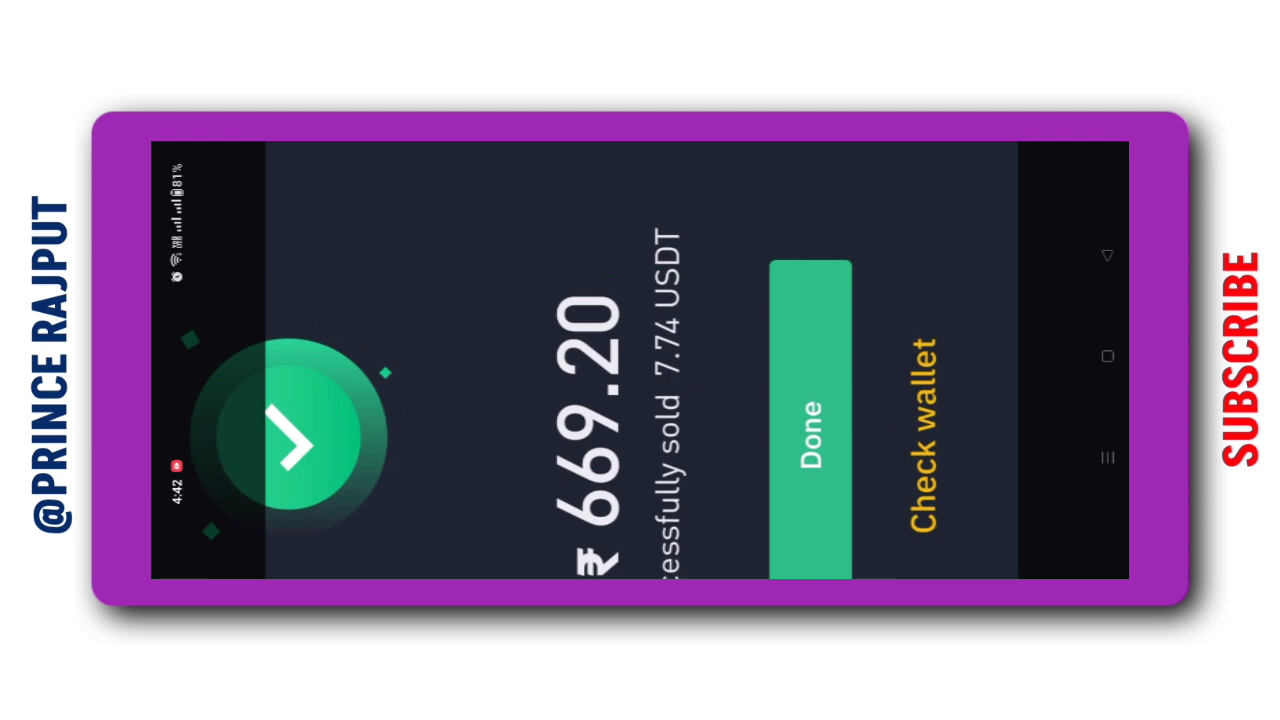 @PRINCE RAJPUT
4:42
81%
₹ 669.20
cessfully sold 7.74 USDT
Done
Check wallet
SUBSCRIBE